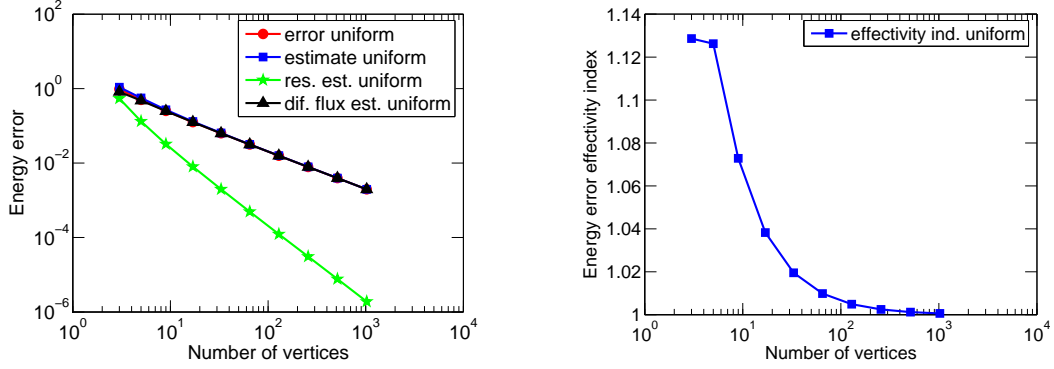 10^2
10^0
10^-2
10^-4
10^-6
10^0
10^1
10^2
10^3
10^4
Energy error
Number of vertices
error uniform
estimate uniform
res. est. uniform
dif. flux est. uniform
1.14
1.12
1.1
1.08
1.06
1.04
1.02
1
10^0
10^1
10^2
10^3
10^4
Energy error effectivity index
Number of vertices
effectivity ind. uniform